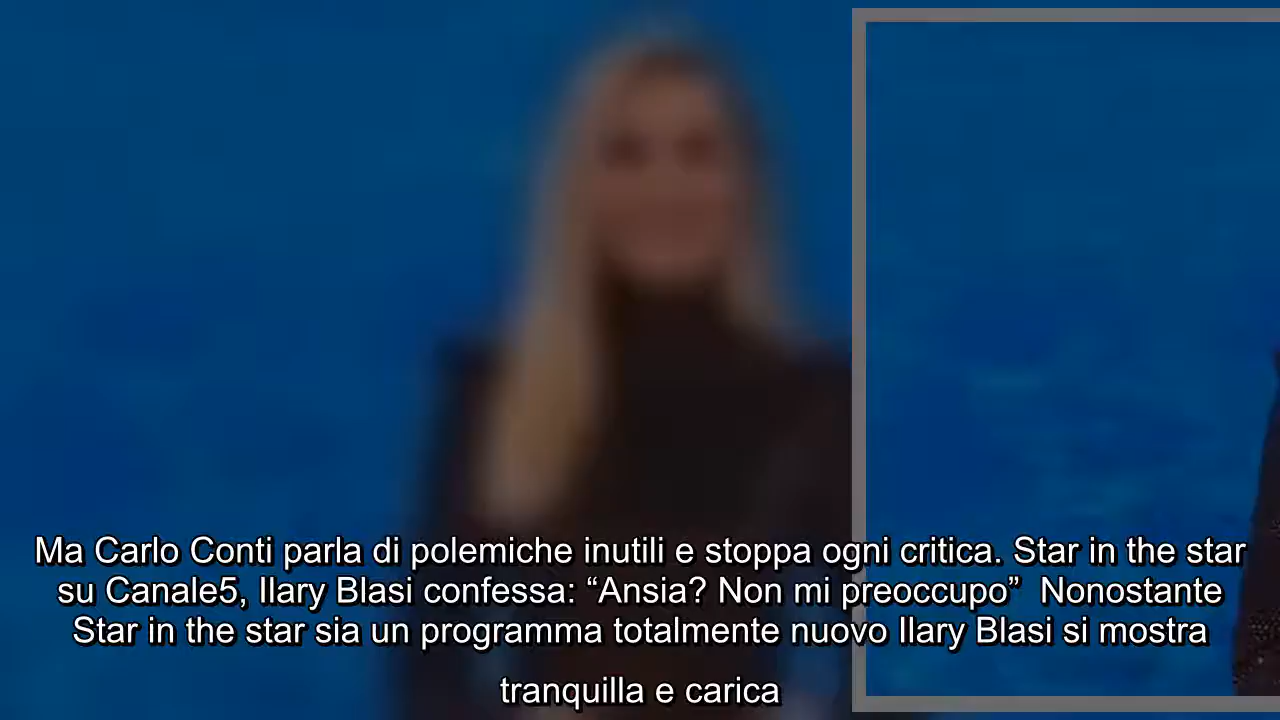 Ma Carlo Conti parla di polemiche inutili e stoppa ogni critica. Star in the star
su Canale5, Ilary Blasi confessa: “Ansia? Non mi preoccupo”  Nonostante
Star in the star sia un programma totalmente nuovo Ilary Blasi si mostra
tranquilla e carica